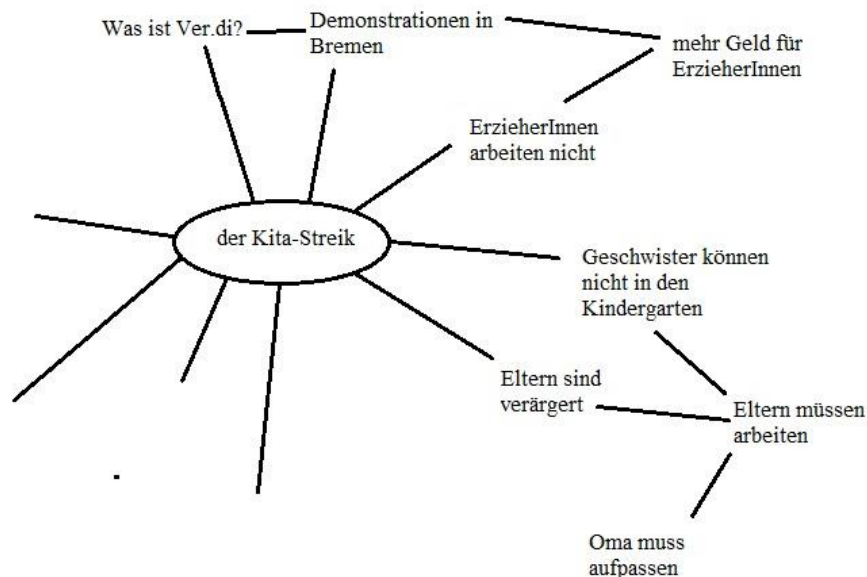 Was ist Ver.di?
Demonstrationen in
Bremen
mehr Geld für
ErzieherInnen
ErzieherInnen
arbeiten nicht
der Kita-Streik
Geschwister können
nicht in den
Kindergarten
Eltern sind
verärgert
Eltern müssen
arbeiten
Oma muss
aufpassen